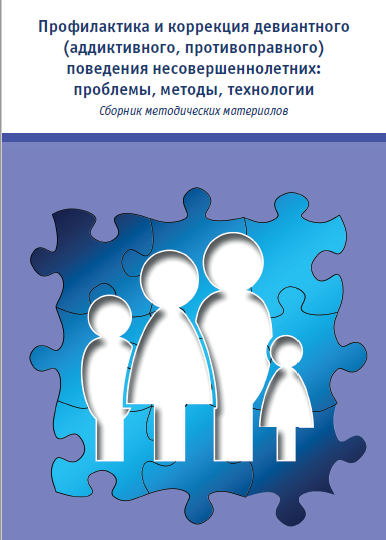 Профилактика и коррекция девиантного
(аддиктивного, противоправного)
поведения несовершеннолетних:
проблемы, методы, технологии
Сборник методических материалов